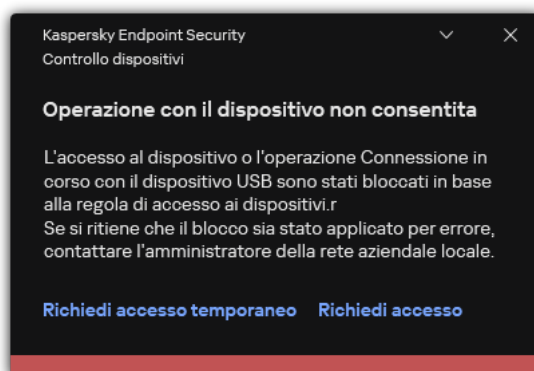 Kaspersky Endpoint Security
Controllo dispositivi
Operazione con il dispositivo non consentita
L'accesso al dispositivo o l'operazione Connessione in
corso con il dispositivo USB sono stati bloccati in base
alla regola di accesso ai dispositivi.r
Se si ritiene che il blocco sia stato applicato per errore,
contattare l'amministratore della rete aziendale locale.
Richiedi accesso temporaneo Richiedi accesso